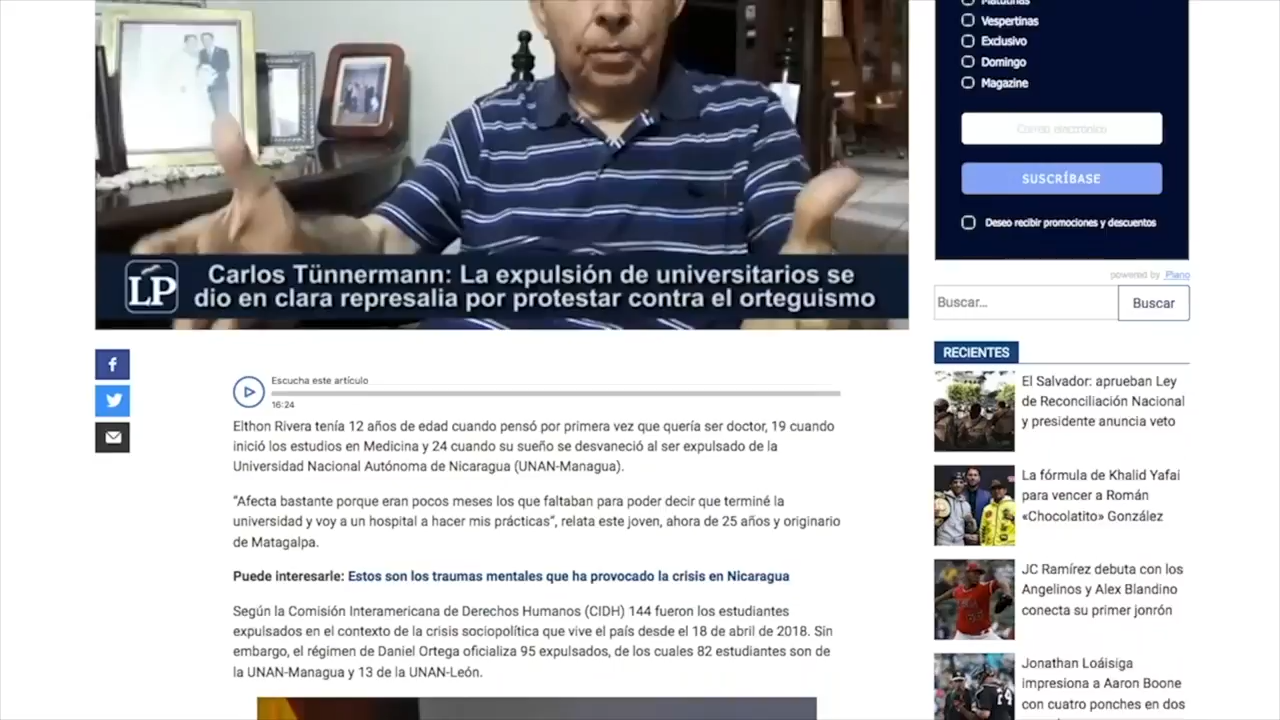 Matutinas
Vespertinas
Exclusivo
Domingo
Magazine
Correo electrónico
SUSCRÍBASE
Deseo recibir promociones y descuentos
powered by Piano
Buscar...
Buscar
LP
Carlos Tünnermann: La expulsión de universitarios se
dio en clara represalia por protestar contra el orteguismo
Escucha este artículo
16:24
Elthon Rivera tenía 12 años de edad cuando pensó por primera vez que quería ser doctor, 19 cuando
inició los estudios en Medicina y 24 cuando su sueño se desvaneció al ser expulsado de la
Universidad Nacional Autónoma de Nicaragua (UNAN-Managua).
“Afecta bastante porque eran pocos meses los que faltaban para poder decir que terminé la
universidad y voy a un hospital a hacer mis prácticas”, relata este joven, ahora de 25 años y originario
de Matagalpa.
Puede interesarle: Estos son los traumas mentales que ha provocado la crisis en Nicaragua
Según la Comisión Interamericana de Derechos Humanos (CIDH) 144 fueron los estudiantes
expulsados en el contexto de la crisis sociopolítica que vive el país desde el 18 de abril de 2018. Sin
embargo, el régimen de Daniel Ortega oficializa 95 expulsados, de los cuales 82 estudiantes son de
la UNAN-Managua y 13 de la UNAN-León.
RECIENTES
El Salvador: aprueban Ley
de Reconciliación Nacional
y presidente anuncia veto
La fórmula de Khalid Yafai
para vencer a Román
«Chocolatito» González
JC Ramírez debuta con los
Angelinos y Alex Blandino
conecta su primer jonrón
Jonathan Loáisiga
impresiona a Aaron Boone
con cuatro ponches en dos